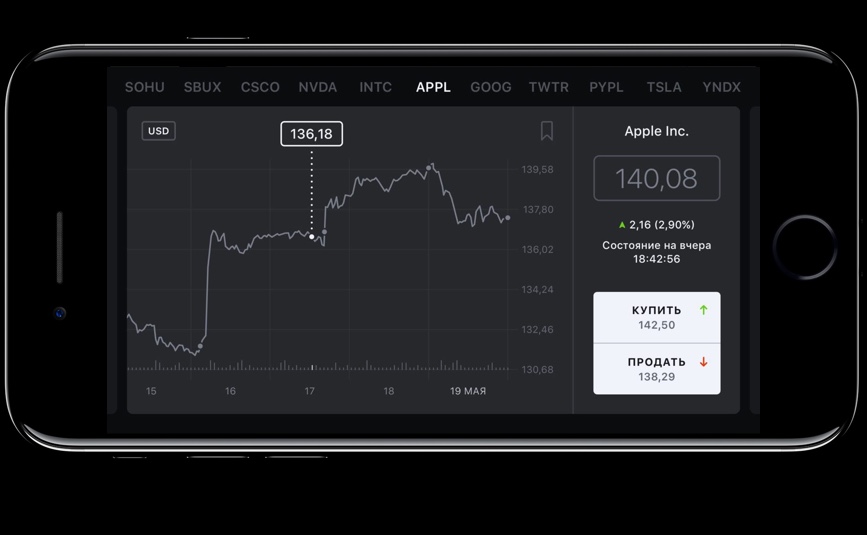 SOHU SBUX CSCO NVDA INTC APPL GOOG TWTR PYPL TSLA YNDX
USD
136,18
139,58
137,80
136,02
134,24
132,46
130,68
15 16 17 18 19 МАЯ
Apple Inc.
140,08
2,16 (2,90%)
Состояние на вчера
18:42:56
КУПИТЬ
142,50
ПРОДАТЬ
138,29